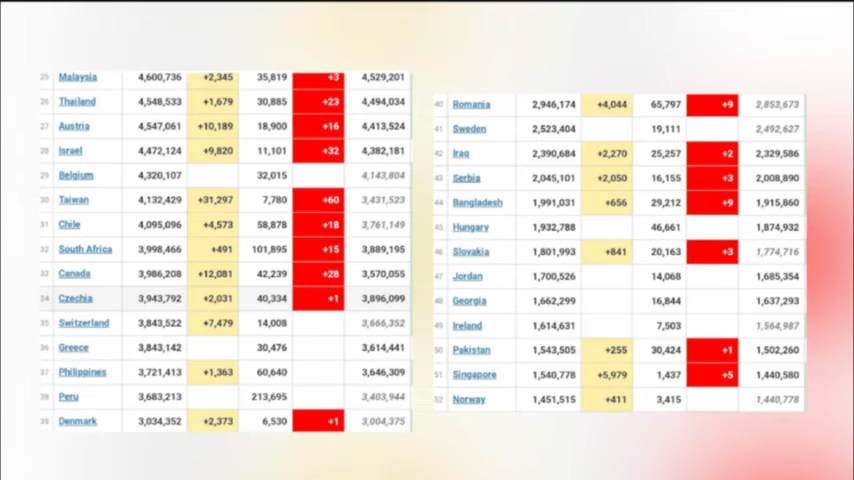 25 Malaysia 4,600,736 +2,345 35,819 +3 4,529,201
26 Thailand 4,548,533 +1,679 30,885 +23 4,494,034
27 Austria 4,547,061 +10,189 18,900 +16 4,413,524
28 Israel 4,472,124 +9,820 11,101 +32 4,382,181
29 Belgium 4,320,107 32,015 4,143,804
30 Taiwan 4,132,429 +31,297 7,780 +60 3,431,523
31 Chile 4,095,096 +4,573 58,878 +18 3,761,149
32 South Africa 3,998,466 +491 101,895 +15 3,889,195
33 Canada 3,986,208 +12,081 42,239 +28 3,570,055
34 Czechia 3,943,792 +2,031 40,334 +1 3,896,099
35 Switzerland 3,843,522 +7,479 14,008 3,666,352
36 Greece 3,843,142 30,476 3,614,441
37 Philippines 3,721,413 +1,363 60,640 3,646,309
38 Peru 3,683,213 213,695 3,403,944
39 Denmark 3,034,352 +2,373 6,530 +1 3,004,375
40 Romania 2,946,174 +4,044 65,797 +9 2,853,673
41 Sweden 2,523,404 19,111 2,492,627
42 Iraq 2,390,684 +2,270 25,257 +2 2,329,586
43 Serbia 2,045,101 +2,050 16,155 +3 2,008,890
44 Bangladesh 1,991,031 +656 29,212 +9 1,915,860
45 Hungary 1,932,788 46,661 1,874,932
46 Slovakia 1,801,993 +841 20,163 +3 1,774,716
47 Jordan 1,700,526 14,068 1,685,354
48 Georgia 1,662,299 16,844 1,637,293
49 Ireland 1,614,631 7,503 1,564,987
50 Pakistan 1,543,505 +255 30,424 +1 1,502,260
51 Singapore 1,540,778 +5,979 1,437 +5 1,440,580
52 Norway 1,451,515 +411 3,415 1,440,778